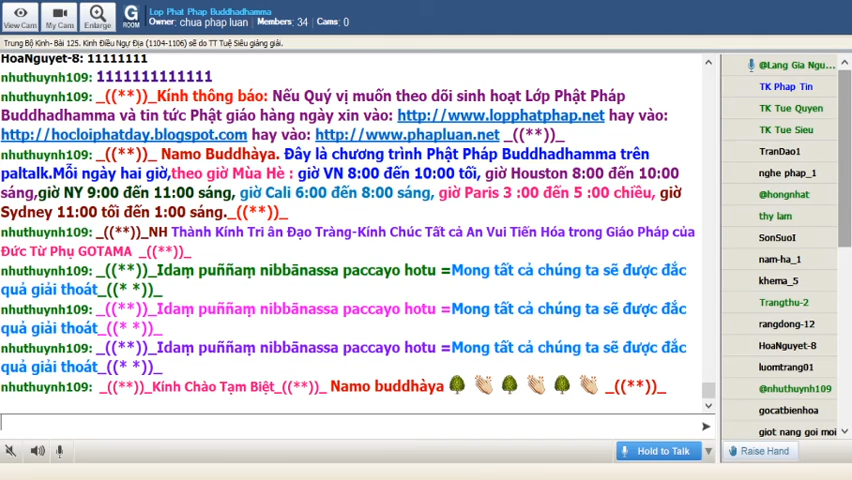 View Cam
My Cam
Enlarge
G
ROOM
Lop Phat Phap Buddhadhamma
Owner: chua phap luan
Members: 34
Cams: 0
Trung Bộ Kinh- Bài 125. Kinh Điều Ngự Địa (1104-1106) sẽ do TT Tuệ Siêu giảng giải.
HoaNguyet-8: 11111111
nhuthuynh109: 1111111111111
nhuthuynh109: _((**)_Kính thông báo: Nếu Quý vị muốn theo dõi sinh hoạt Lớp Phật Pháp
Buddhadhamma và tin tức Phật giáo hàng ngày xin vào: http://www.lopphatphap.net hay vào:
http://hocloiphatday.blogspot.com hay vào: http://www.phapluan.net _((**)_
nhuthuynh109: _((**)_ Namo Buddhàya. Đây là chương trình Phật Pháp Buddhadhamma trên
paltalk.Mỗi ngày hai giờ,theo giờ Mùa Hè : giờ VN 8:00 đến 10:00 tối, giờ Houston 8:00 đến 10:00
sáng,giờ NY 9:00 đến 11:00 sáng, giờ Cali 6:00 đến 8:00 sáng, giờ Paris 3 :00 đến 5 :00 chiều, giờ
Sydney 11:00 tối đến 1:00 sáng._((**)_
nhuthuynh109: _((**)_NH Thành Kính Tri ân Đạo Tràng-Kính Chúc Tất cả An Vui Tiến Hóa trong Giáo Pháp của
Đức Từ Phụ GOTAMA _((**)_
nhuthuynh109: _((**)_Idaṃ puññaṃ nibbānassa paccayo hotu =Mong tất cả chúng ta sẽ được đắc
quả giải thoát_((**)_
nhuthuynh109: _((**)_Idaṃ puññaṃ nibbānassa paccayo hotu =Mong tất cả chúng ta sẽ được đắc
quả giải thoát_((* *)_
nhuthuynh109: _((**)_Idaṃ puññaṃ nibbānassa paccayo hotu =Mong tất cả chúng ta sẽ được đắc
quả giải thoát_((* *)_
nhuthuynh109: _((**)_Kính Chào Tạm Biệt_((**)_ Namo buddhàya _((**)_
Hold to Talk
@Lang Gia Ngu...
TK Phap Tin
TK Tue Quyen
TK Tue Sieu
TranDao1
nghe phap_1
@hongnhat
thy lam
SonSuoI
nam-ha_1
khema_5
Trangthu-2
rangdong-12
HoaNguyet-8
luomtrang01
@nhuthuynh109
gocatbienhoa
giot nang goi moi
Raise Hand